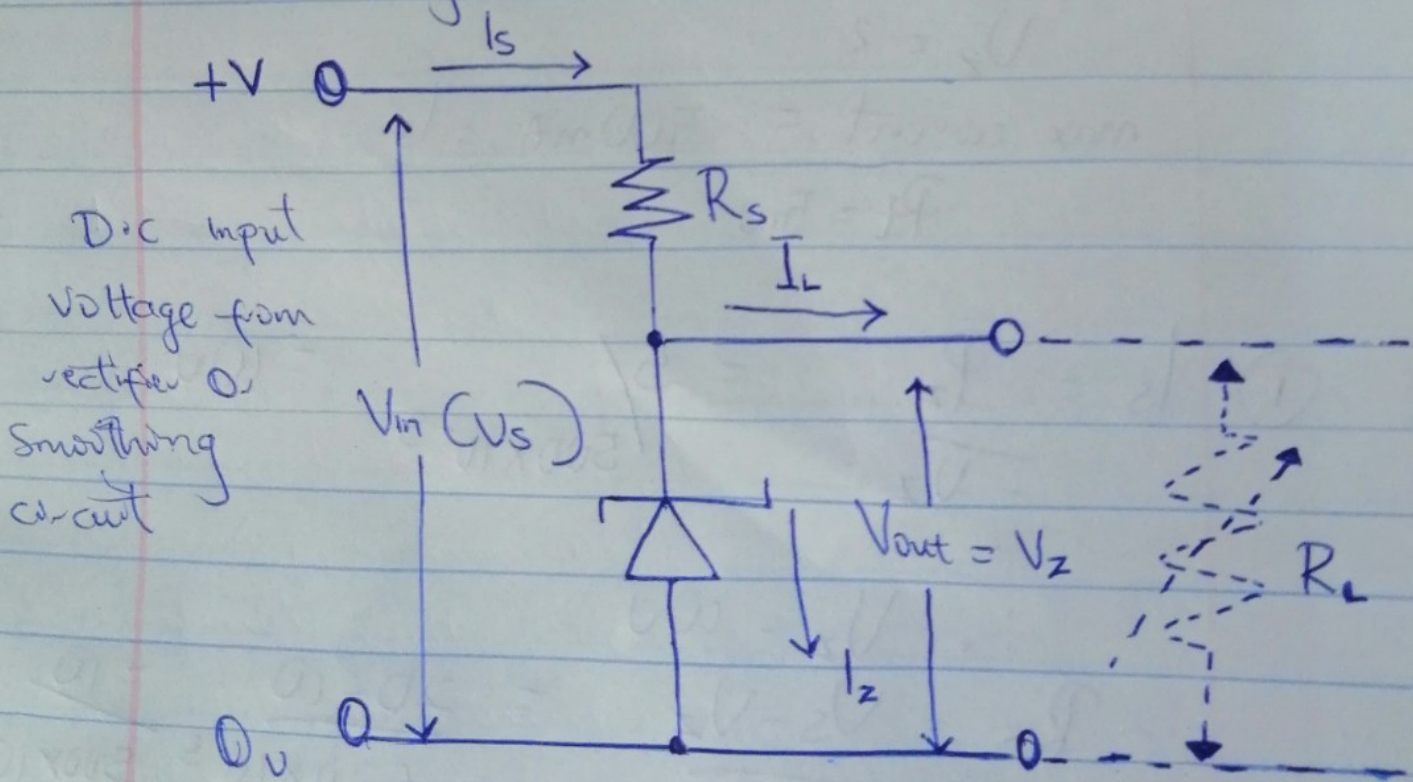 Is
+V
Rs
D.C Input
Voltage from
rectifier or
Smoothing
circuit
IL
Vin (Vs)
Vout = Vz
RL
Iz
0v